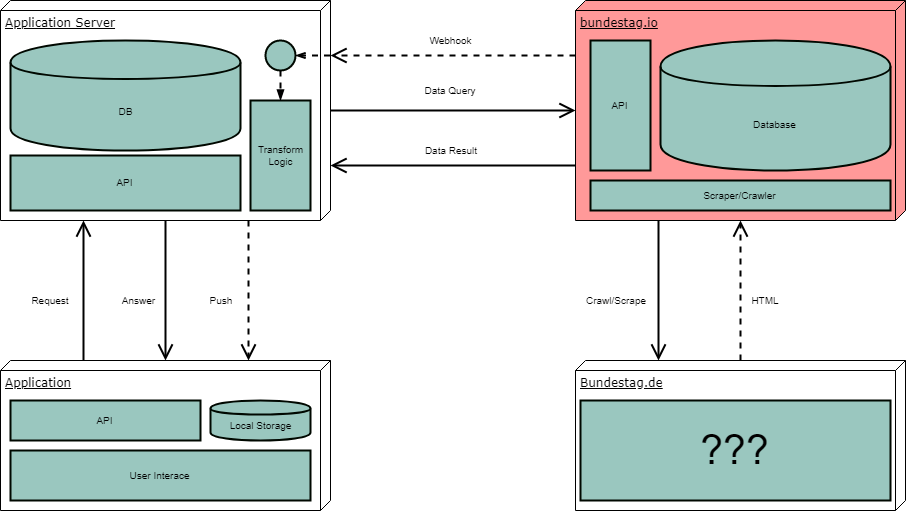 Application Server
DB
API
Transform
Logic
Webhook
Data Query
Data Result
bundestag.io
API
Database
Scraper/Crawler
Request
Answer
Push
Crawl/Scrape
HTML
Application
API
Local Storage
User Interace
Bundestag.de
???